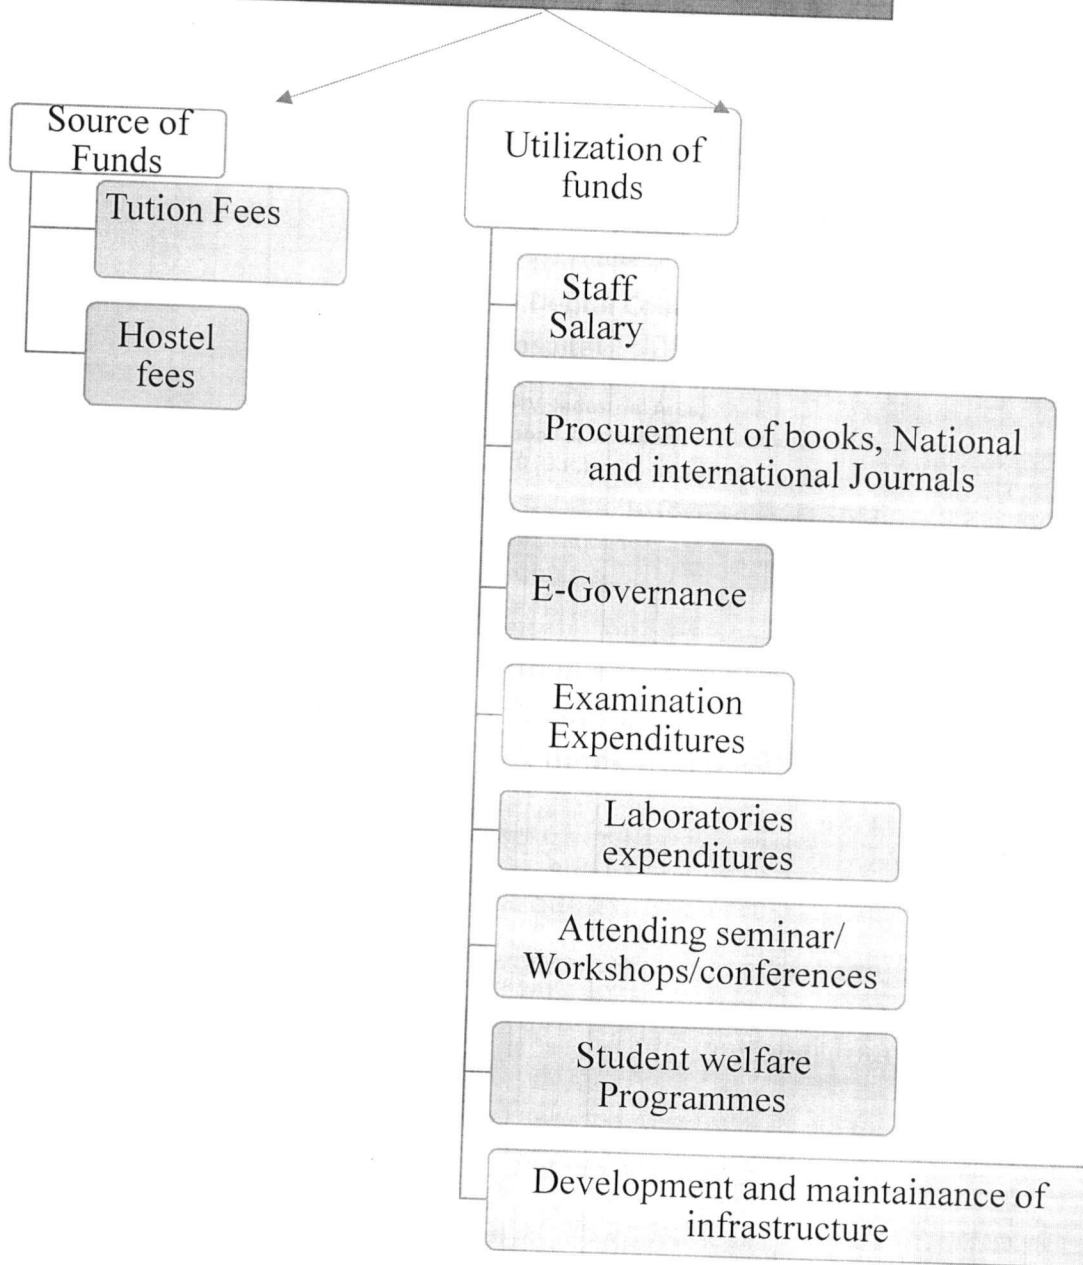 Source of
Funds
Tution Fees
Hostel
fees
Utilization of
funds
Staff
Salary
Procurement of books, National
and international Journals
E-Governance
Examination
Expenditures
Laboratories
expenditures
Attending seminar/
Workshops/conferences
Student welfare
Programmes
Development and maintainance of
infrastructure